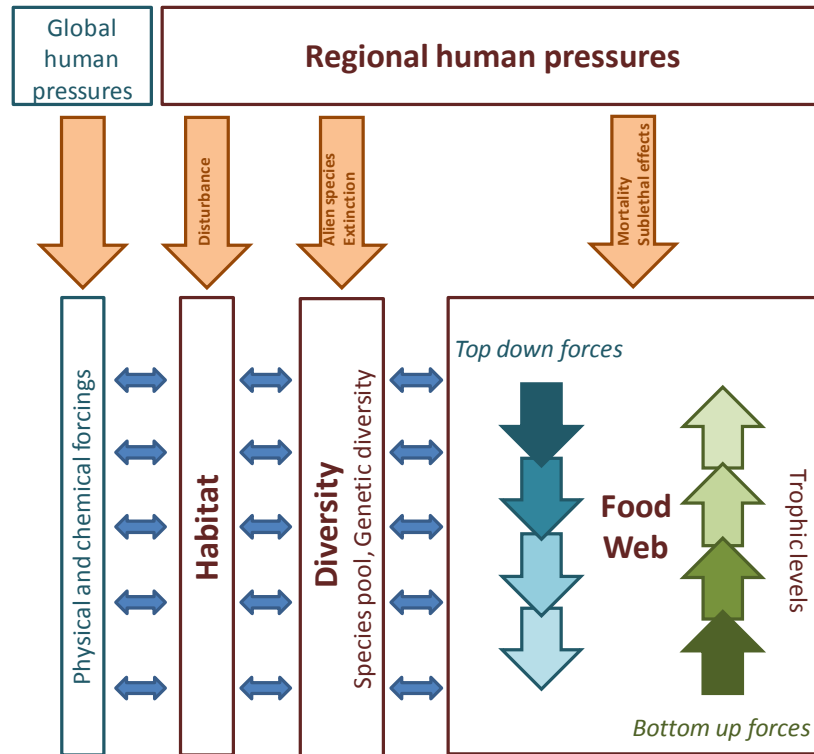 Global
human
pressures
Regional human pressures
Disturbance
Alien species
Extinction
Mortality
Sublethal effects
Physical and chemical forcings
Habitat
Diversity
Species pool, Genetic diversity
Top down forces
Food
Web
Trophic levels
Bottom up forces